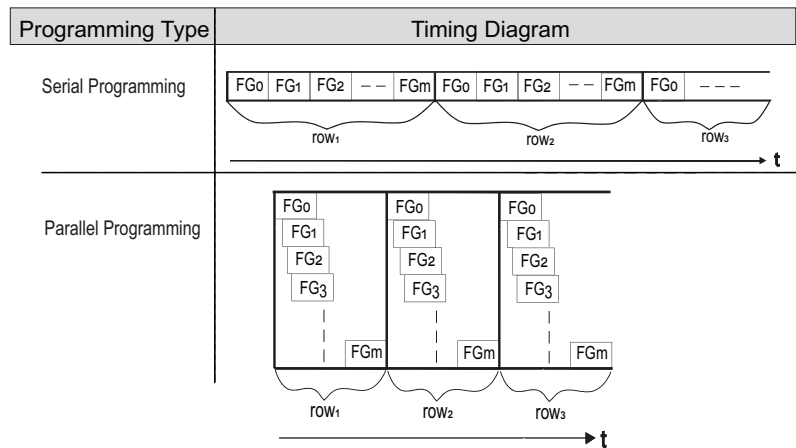 Programming Type Timing Diagram
Serial Programming
FG0 FG1 FG2 -- FGm FG0 FG1 FG2 -- FGm FG0 ---
row1 row2 row3
t
Parallel Programming
FG0 FG0 FG0
FG1 FG1 FG1
FG2 FG2 FG2
FG3 FG3 FG3
FGm FGm FGm
row1 row2 row3
t